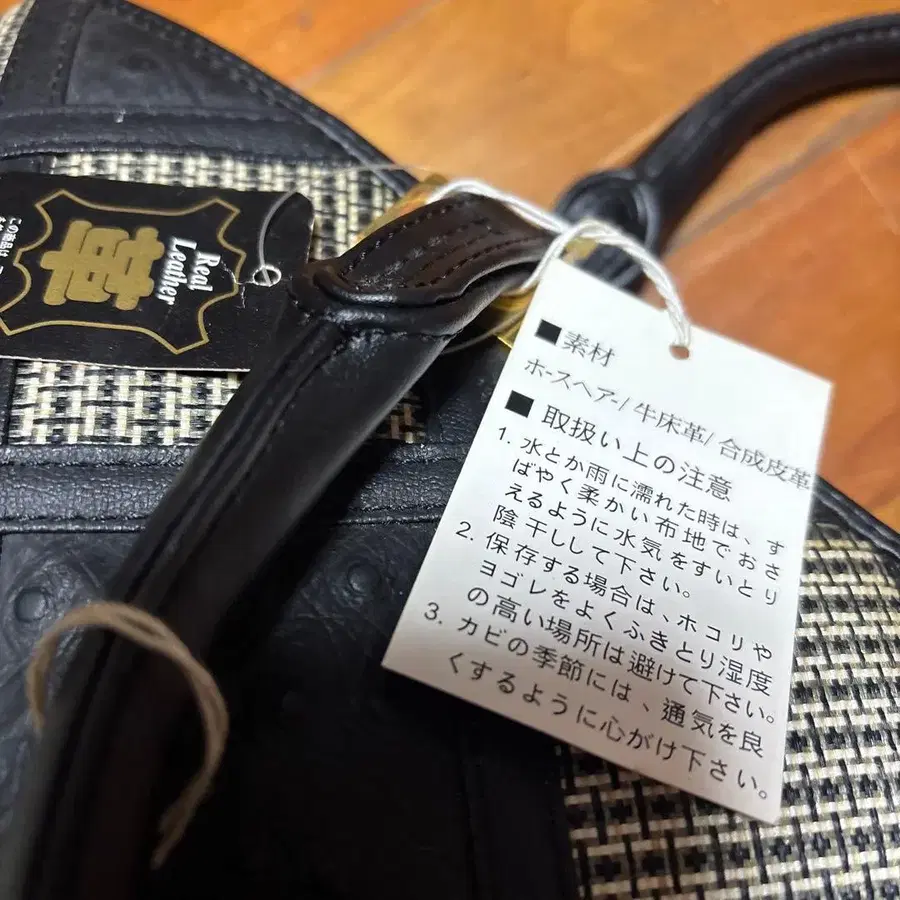 この商品は
革
Real
Leather
■素材
ホースヘアー/牛床革/合成皮革
■取扱い上の注意
1. 水とか雨に濡れた時は、す
ばやく柔かい布地でおさ
えるように水気をすいとり
陰干しして下さい。
2. 保存する場合は、ホコリや
ヨゴレをよくふきとり湿度
の高い場所は避けて下さい。
3. カビの季節には、通気を良
くするように心がけ下さい。